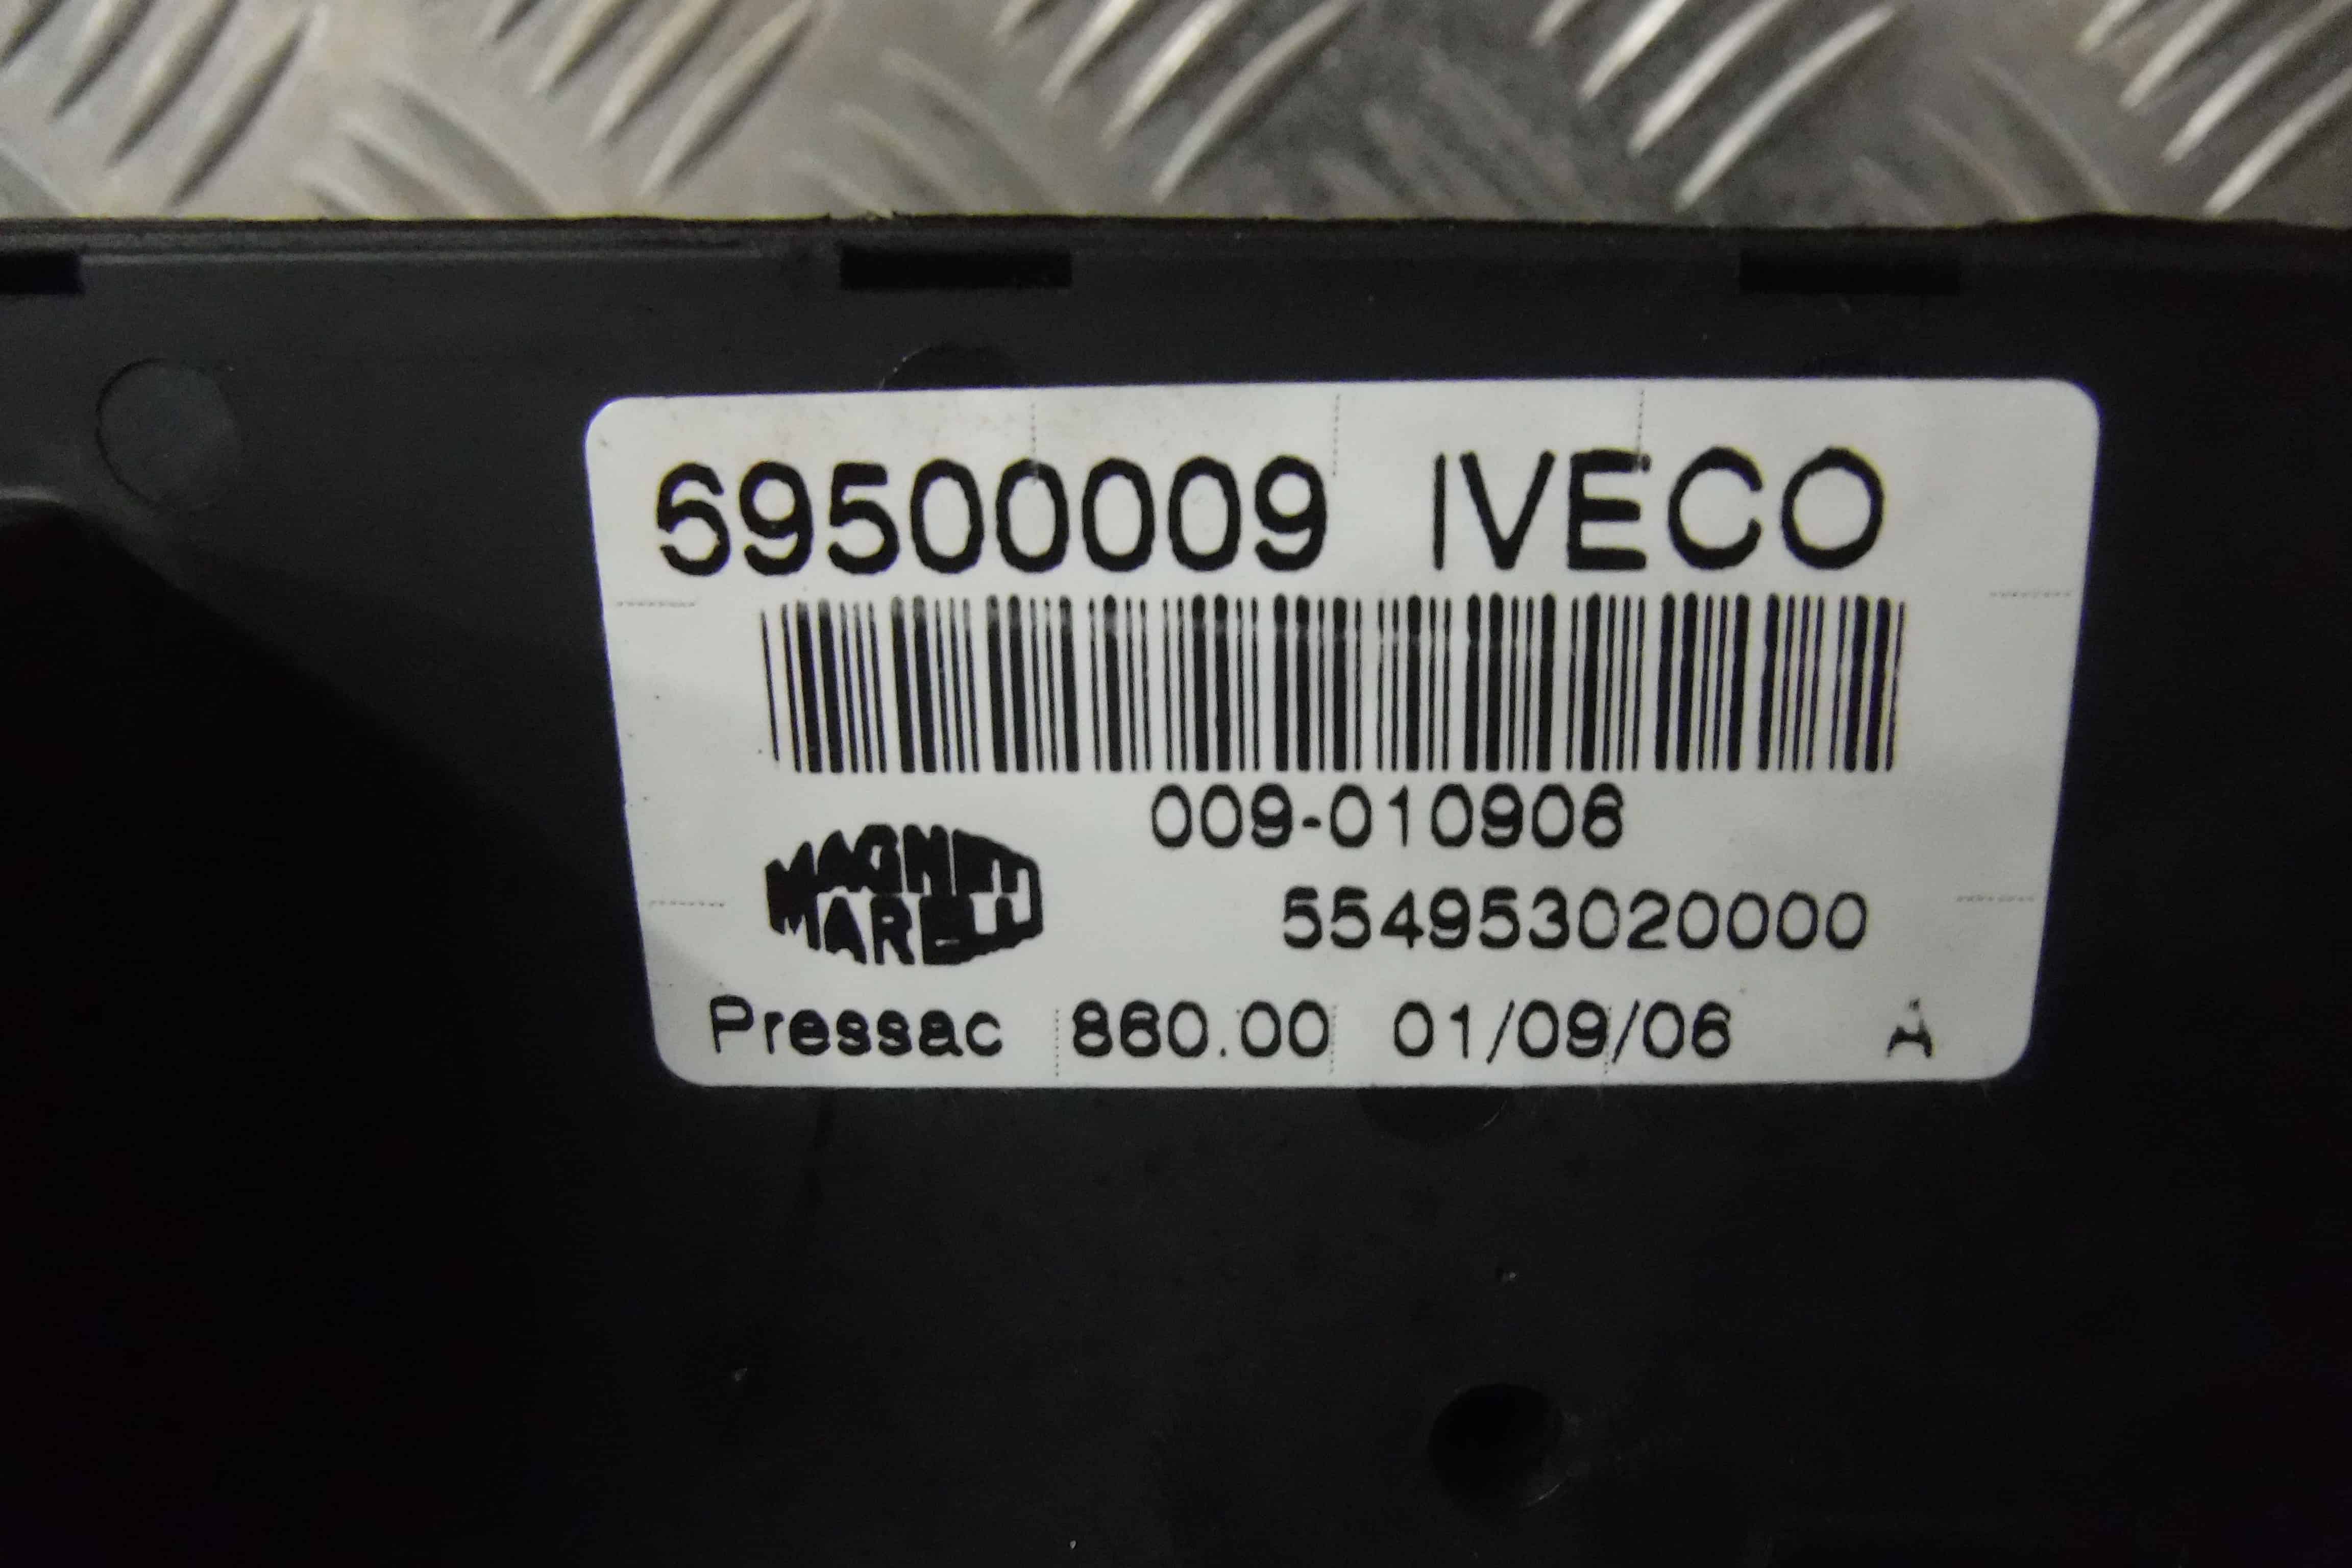 69500009 IVECO
009-010906
MAGNETI
MARELLI
554953020000
Pressac 860.00 01/09/06 A